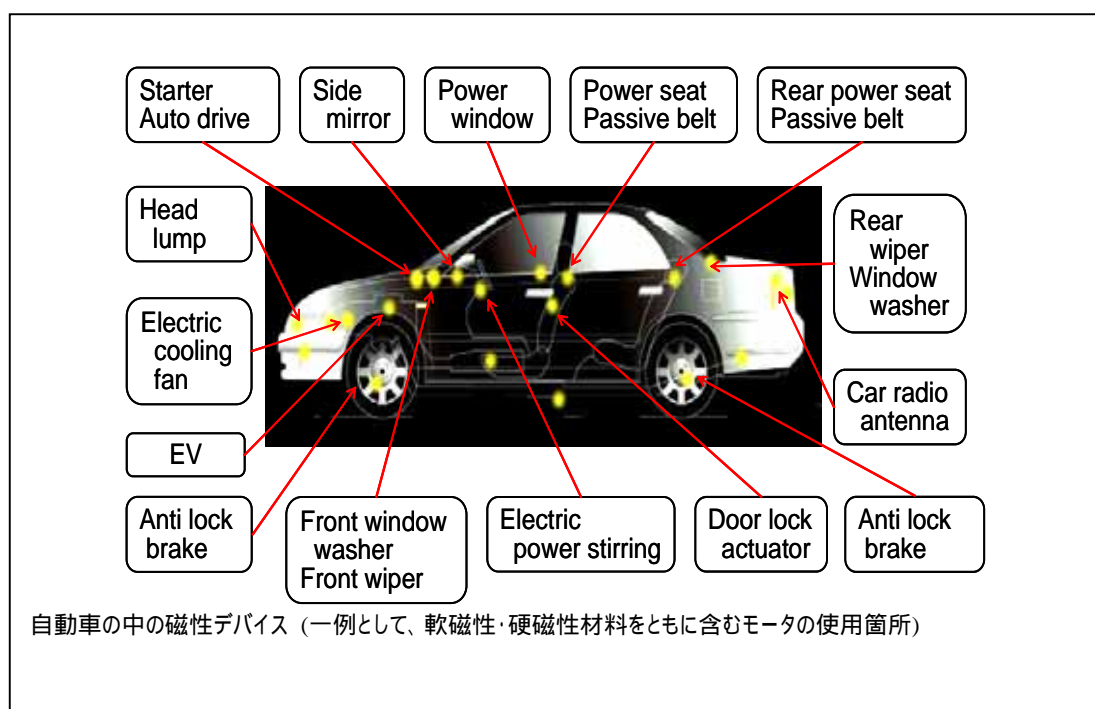 Starter
Auto drive
Side
mirror
Power
window
Power seat
Passive belt
Rear power seat
Passive belt
Head
lump
Rear
wiper
Window
washer
Electric
cooling
fan
Car radio
antenna
EV
Anti lock
brake
Front window
washer
Front wiper
Electric
power stirring
Door lock
actuator
Anti lock
brake
自動車の中の磁性デバイス (一例として、軟磁性・硬磁性材料をともに含むモータの使用箇所)